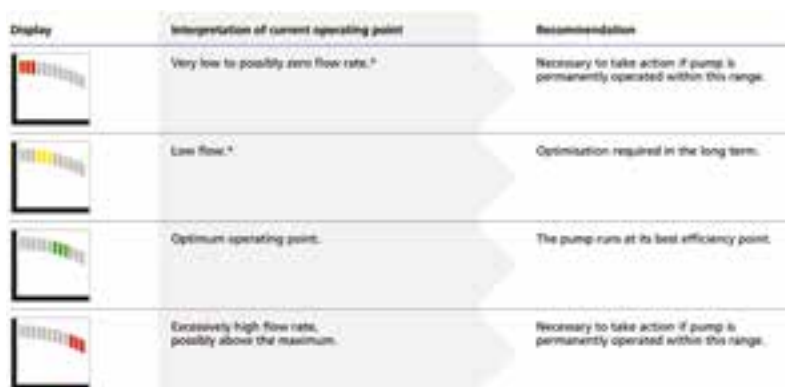 Display Interpretation of current operating point Recommendation
Very low to possibly zero flow rate.* Necessary to take action if pump is
permanently operated within this range.
Low flow.* Optimisation required in the long term.
Optimum operating point. The pump runs at its best efficiency point.
Excessively high flow rate, Necessary to take action if pump is
possibly above the maximum. permanently operated within this range.